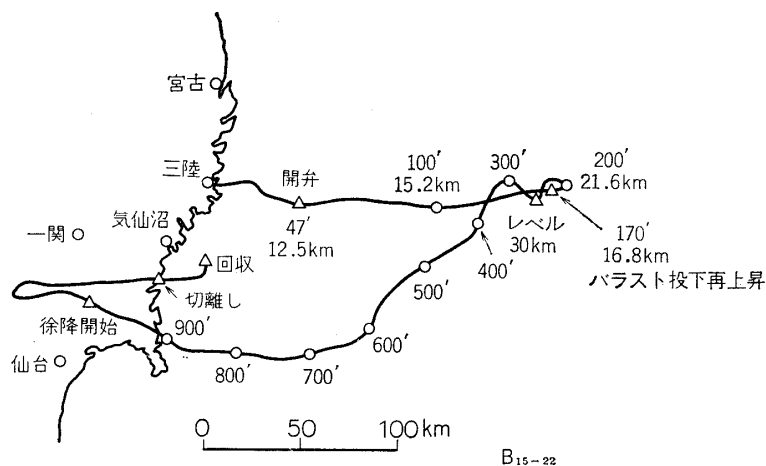 宮古
三陸
開弁
47′
12.5km
100′
15.2km
300′
200′
21.6km
レベル
30km
170′
16.8km
バラスト投下再上昇
400′
500′
600′
700′
800′
900′
気仙沼
一関
回収
切離し
徐降開始
仙台
0 50 100km
B15-22